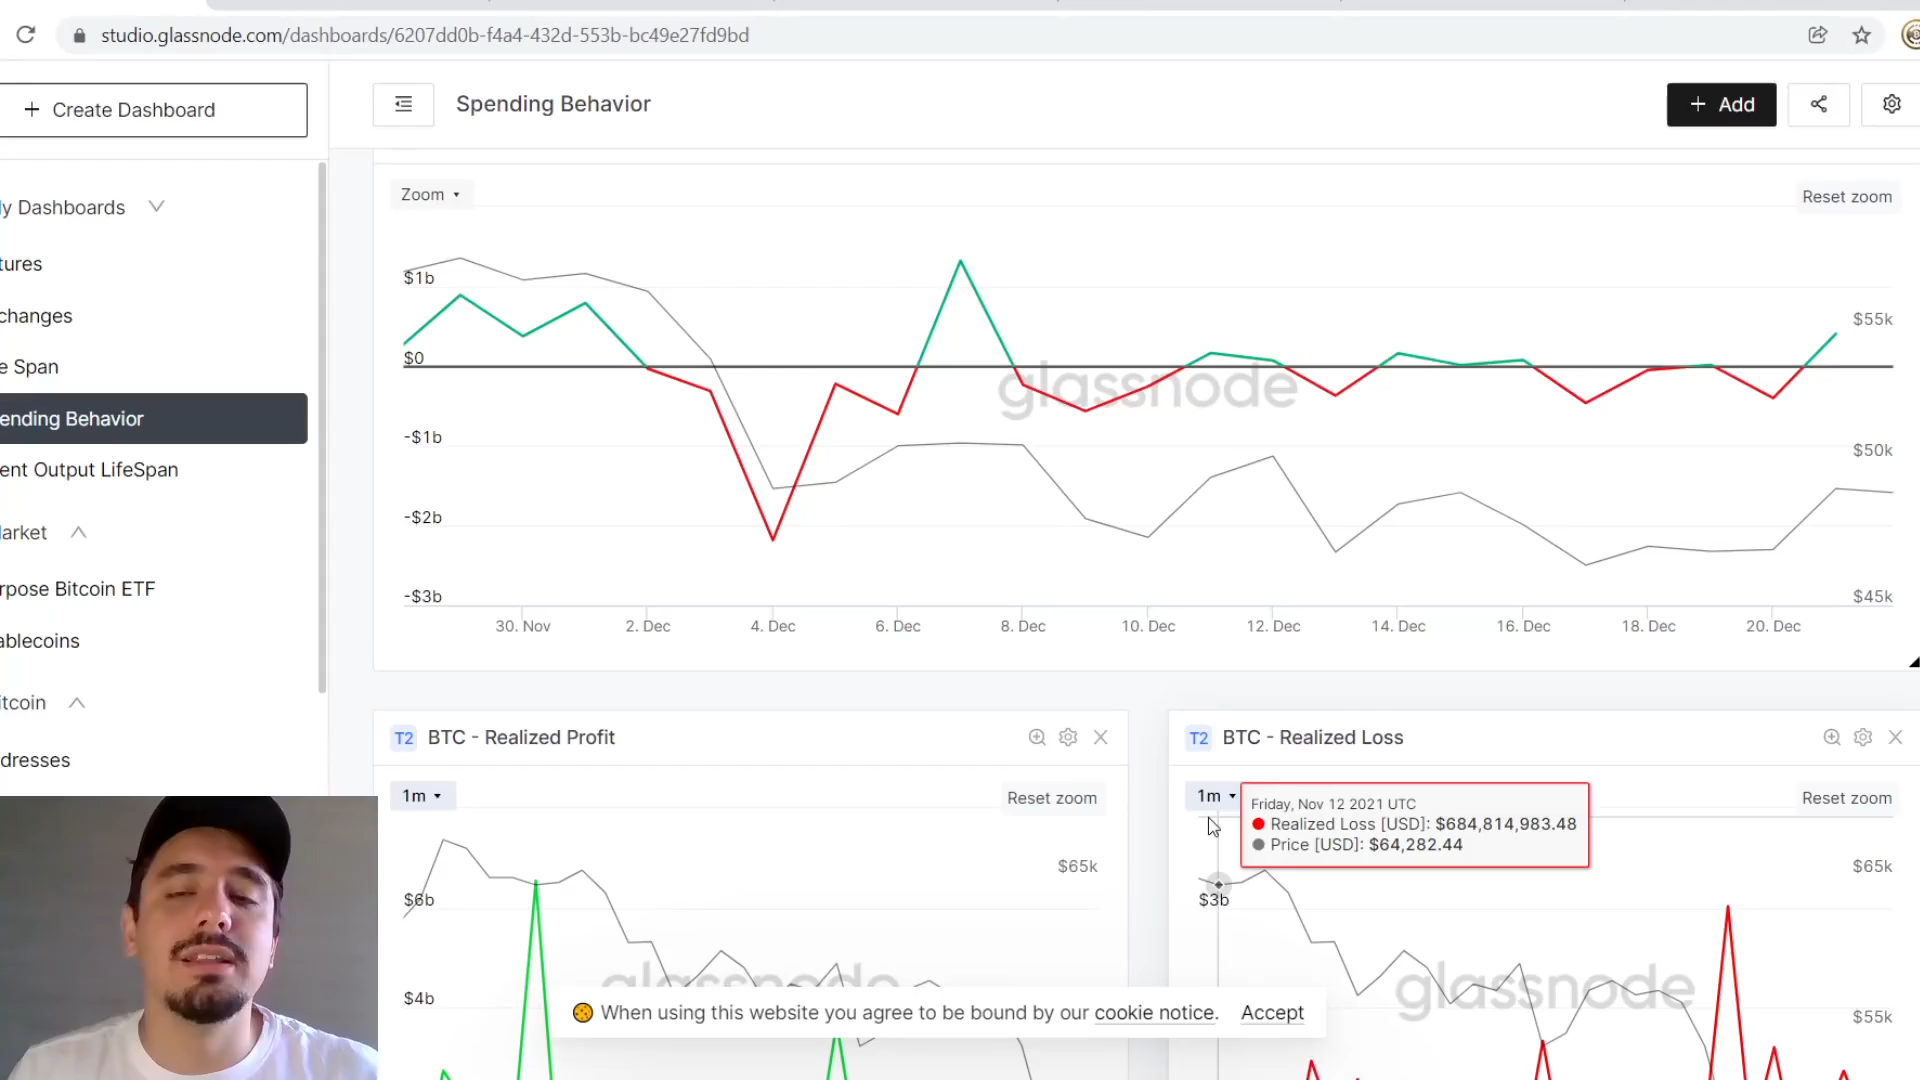 studio.glassnode.com/dashboards/6207dd0b-f4a4-432d-553b-bc49e27fd9bd
+ Create Dashboard
Spending Behavior
+ Add
y Dashboards
tures
changes
e Span
ending Behavior
ent Output LifeSpan
arket
rpose Bitcoin ETF
ablecoins
itcoin
dresses
Zoom
Reset zoom
$1b
$0
-$1b
-$2b
-$3b
$55k
$50k
$45k
glassnode
30. Nov
2. Dec
4. Dec
6. Dec
8. Dec
10. Dec
12. Dec
14. Dec
16. Dec
18. Dec
20. Dec
T2 BTC - Realized Profit
1m
Reset zoom
$65k
$6b
$4b
glassnode
T2 BTC - Realized Loss
1m
Reset zoom
Friday, Nov 12 2021 UTC
Realized Loss [USD]: $684,814,983.48
Price [USD]: $64,282.44
$65k
$3b
$55k
glassnode
When using this website you agree to be bound by our cookie notice. Accept